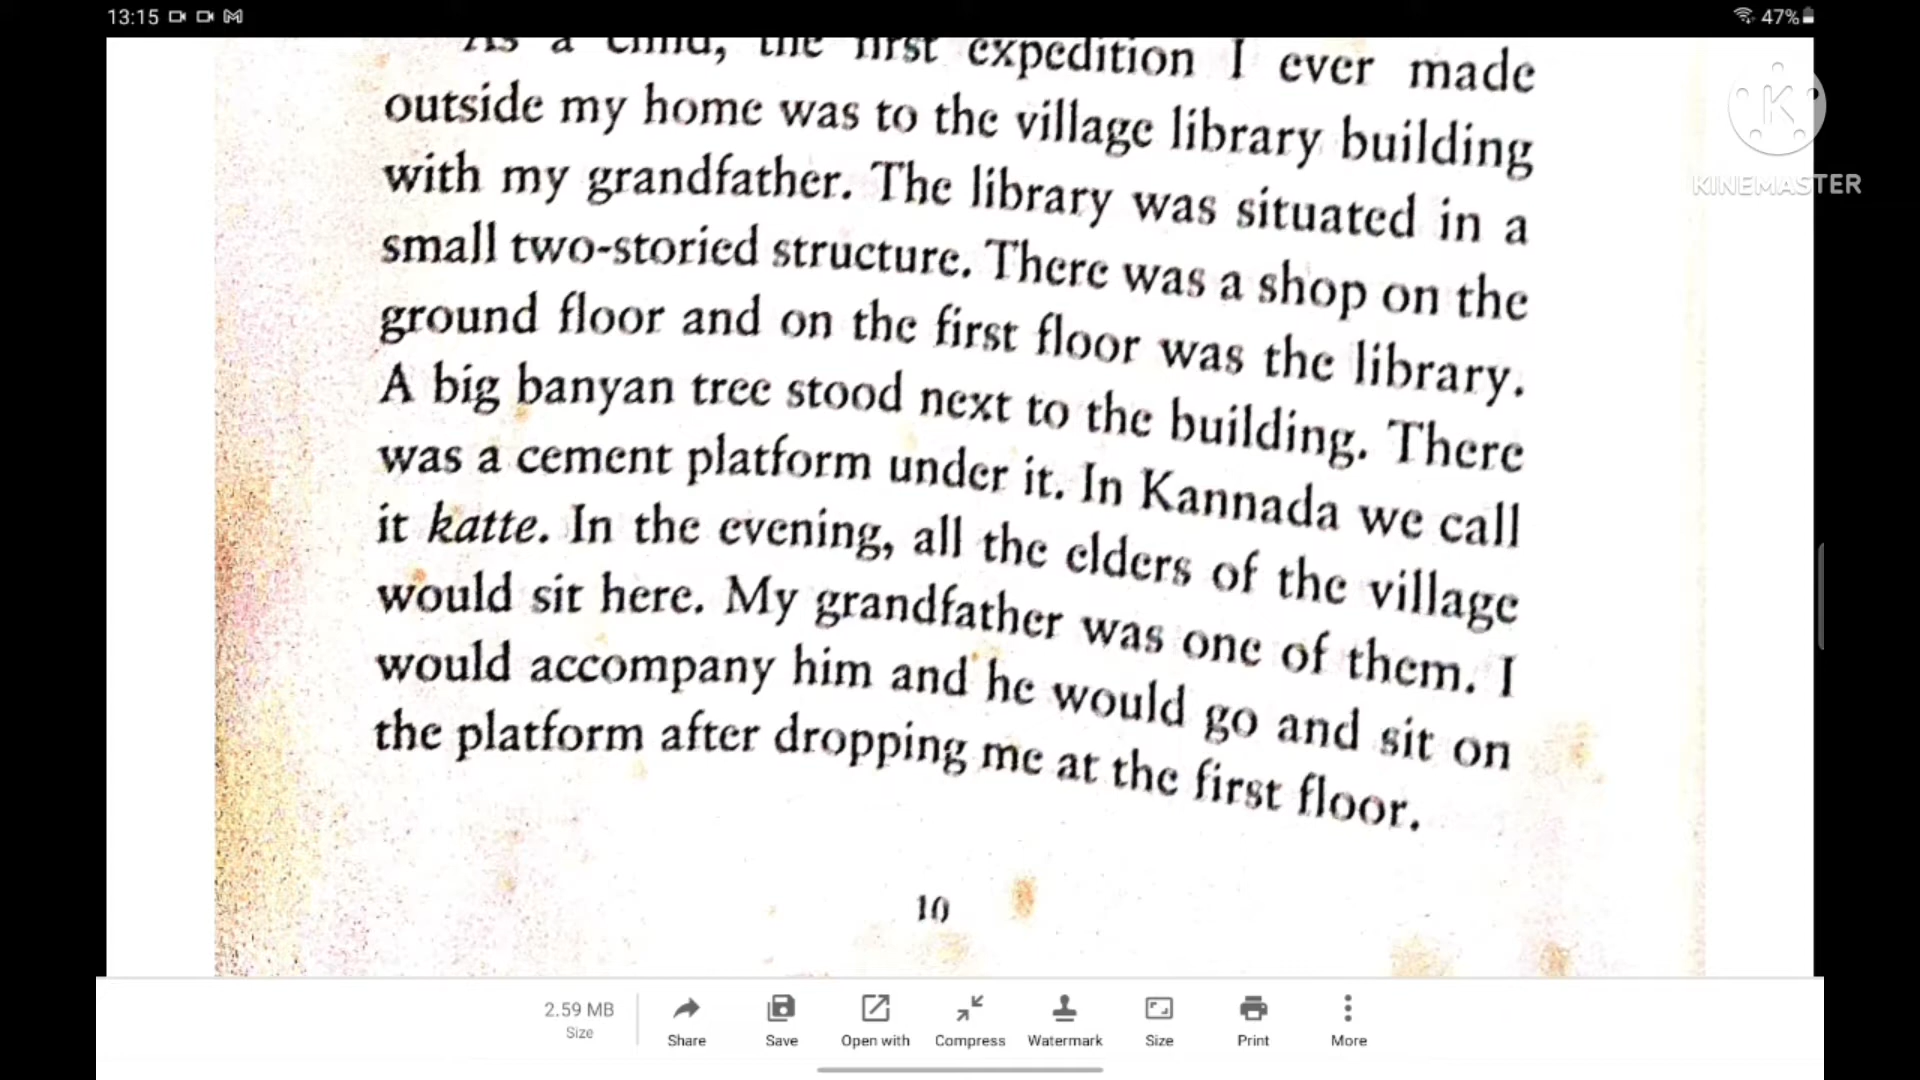 13:15
47%
As a child, the first expedition I ever made
outside my home was to the village library building
with my grandfather. The library was situated in a
small two-storied structure. There was a shop on the
ground floor and on the first floor was the library.
A big banyan tree stood next to the building. There
was a cement platform under it. In Kannada we call
it katte. In the evening, all the elders of the village
would sit here. My grandfather was one of them. I
would accompany him and he would go and sit on
the platform after dropping me at the first floor.
10
K
KINEMASTER
2.59 MB
Size
Share
Save
Open with
Compress
Watermark
Size
Print
More